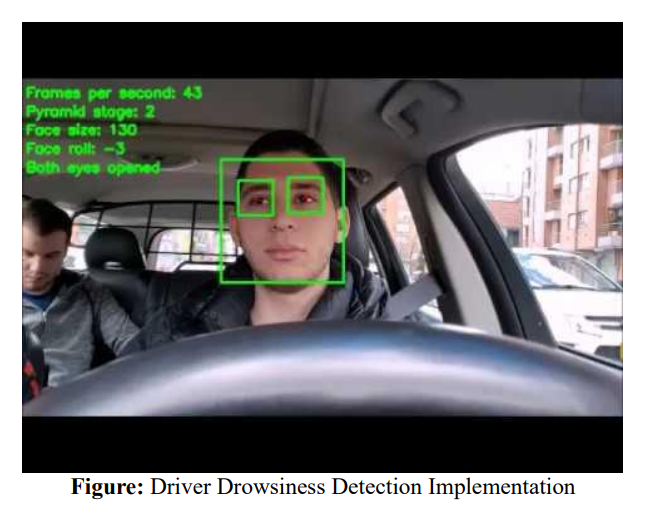 Frames per second: 43
Pyramid stage: 2
Face size: 130
Face roll: -3
Both eyes opened
Figure: Driver Drowsiness Detection Implementation